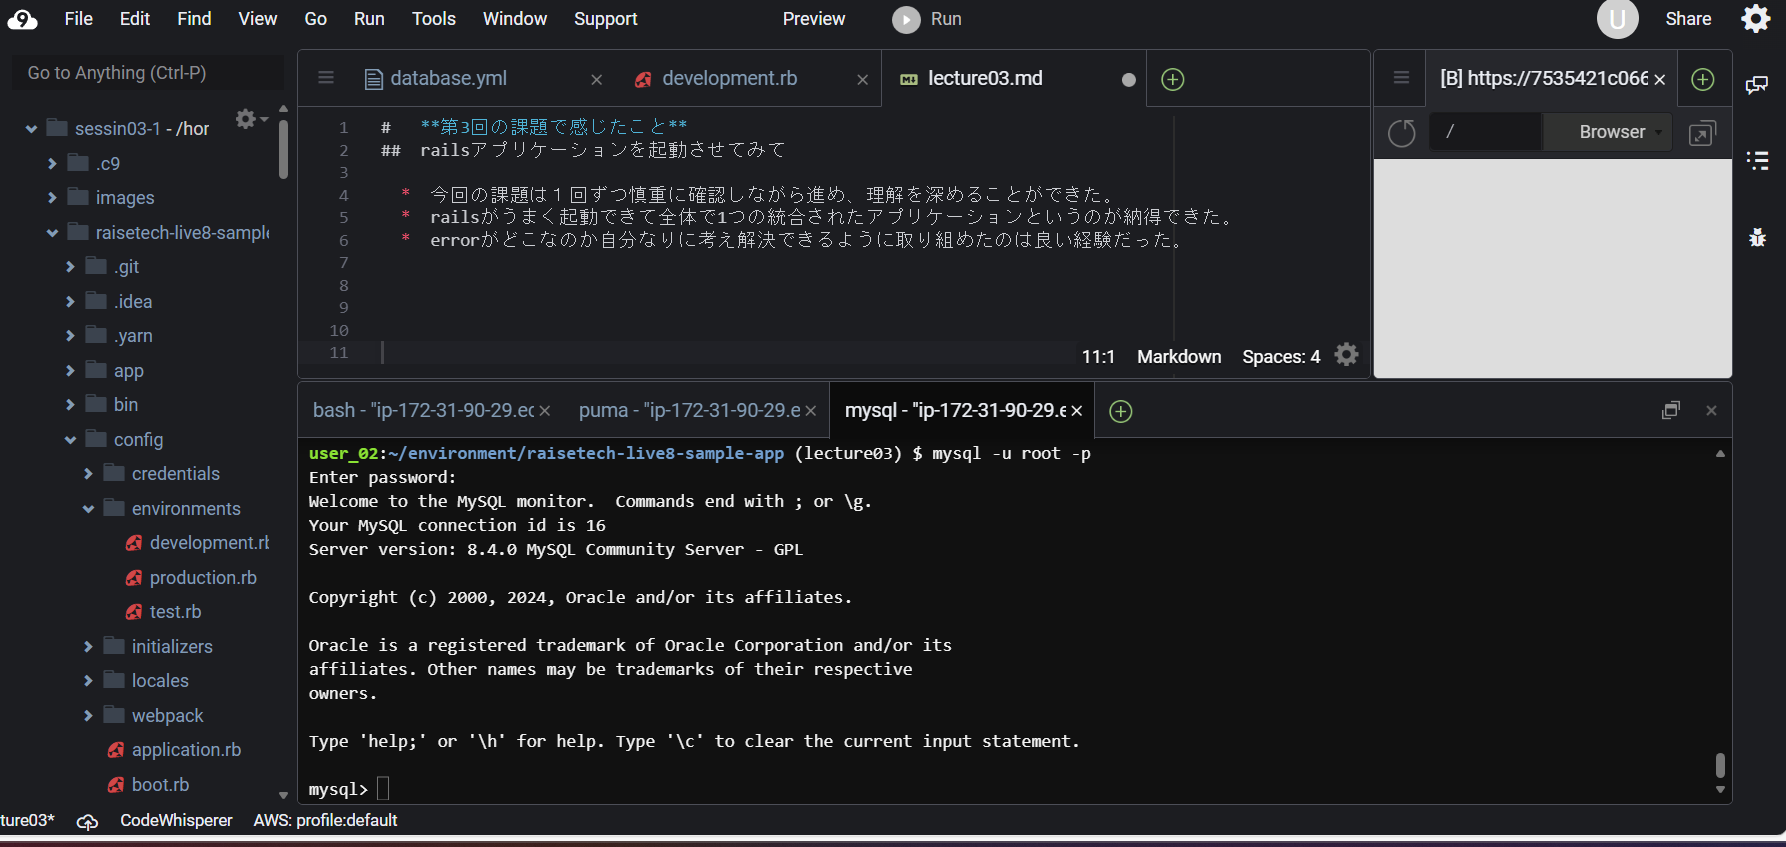 File Edit Find View Go Run Tools Window Support Preview Run U Share
Go to Anything (Ctrl-P)
sessin03-1 - /hor
.c9
images
raisetech-live8-sample
.git
.idea
.yarn
app
bin
config
credentials
environments
development.rb
production.rb
test.rb
initializers
locales
webpack
application.rb
boot.rb
database.yml
development.rb
lecture03.md
1 # **第3回の課題で感じたこと**
2 ## railsアプリケーションを起動させてみて
3
4 * 今回の課題は１回ずつ慎重に確認しながら進め、理解を深めることができた。
5 * railsがうまく起動できて全体で1つの統合されたアプリケーションというのが納得できた。
6 * errorがどこなのか自分なりに考え解決できるように取り組めたのは良い経験だった。
7
8
9
10
11
11:1 Markdown Spaces: 4
[B] https://7535421c066
/ Browser
bash - "ip-172-31-90-29.ec
puma - "ip-172-31-90-29.e
mysql - "ip-172-31-90-29.e
user_02:~/environment/raisetech-live8-sample-app (lecture03) $ mysql -u root -p
Enter password:
Welcome to the MySQL monitor.  Commands end with ; or \g.
Your MySQL connection id is 16
Server version: 8.4.0 MySQL Community Server - GPL
Copyright (c) 2000, 2024, Oracle and/or its affiliates.
Oracle is a registered trademark of Oracle Corporation and/or its
affiliates. Other names may be trademarks of their respective
owners.
Type 'help;' or '\h' for help. Type '\c' to clear the current input statement.
mysql>
ture03* CodeWhisperer AWS: profile:default